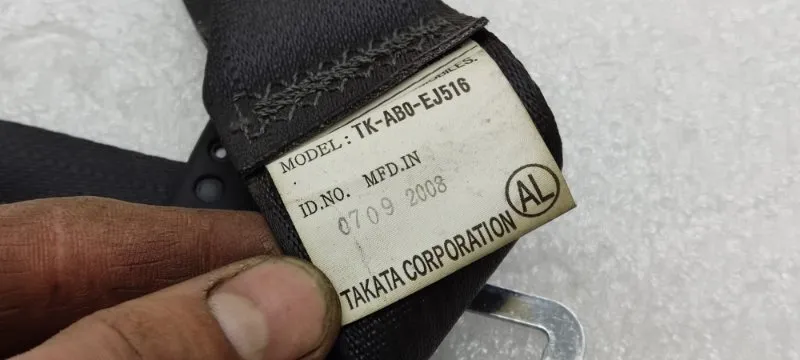 MODEL : TK-AB0-EJ516
ID.NO. MFD.IN
0709 2008
AL
TAKATA CORPORATION